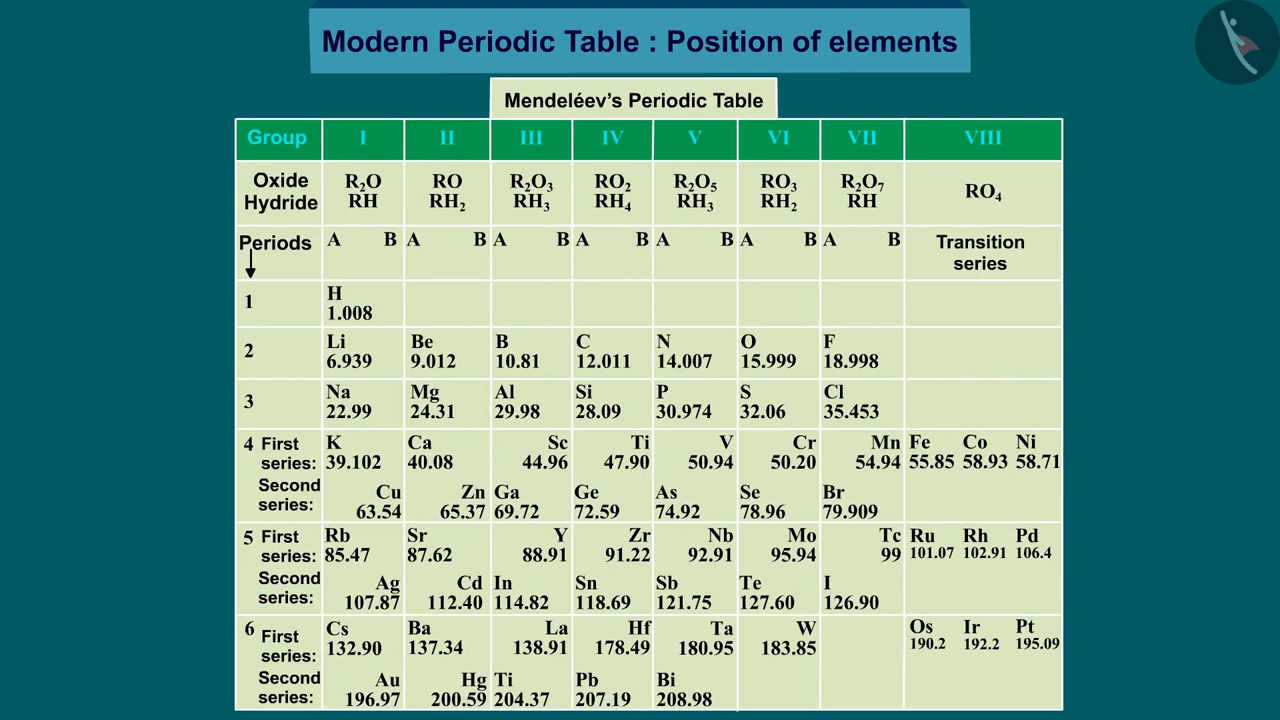 Modern Periodic Table : Position of elements
Mendeléev's Periodic Table
Group I II III IV V VI VII VIII
Oxide R₂O RO R₂O₃ RO₂ R₂O₅ RO₃ R₂O₇ RO₄
Hydride RH RH₂ RH₃ RH₄ RH₃ RH₂ RH
Periods A B A B A B A B A B A B A B Transition
series
1 H
1.008
2 Li Be B C N O F
6.939 9.012 10.81 12.011 14.007 15.999 18.998
3 Na Mg Al Si P S Cl
22.99 24.31 29.98 28.09 30.974 32.06 35.453
4 First K Ca Sc Ti V Cr Mn Fe Co Ni
series: 39.102 40.08 44.96 47.90 50.94 50.20 54.94 55.85 58.93 58.71
Second Cu Zn Ga Ge As Se Br
series: 63.54 65.37 69.72 72.59 74.92 78.96 79.909
5 First Rb Sr Y Zr Nb Mo Tc Ru Rh Pd
series: 85.47 87.62 88.91 91.22 92.91 95.94 99 101.07 102.91 106.4
Second Ag Cd In Sn Sb Te I
series: 107.87 112.40 114.82 118.69 121.75 127.60 126.90
6 First Cs Ba La Hf Ta W Os Ir Pt
series: 132.90 137.34 138.91 178.49 180.95 183.85 190.2 192.2 195.09
Second Au Hg Ti Pb Bi
series: 196.97 200.59 204.37 207.19 208.98